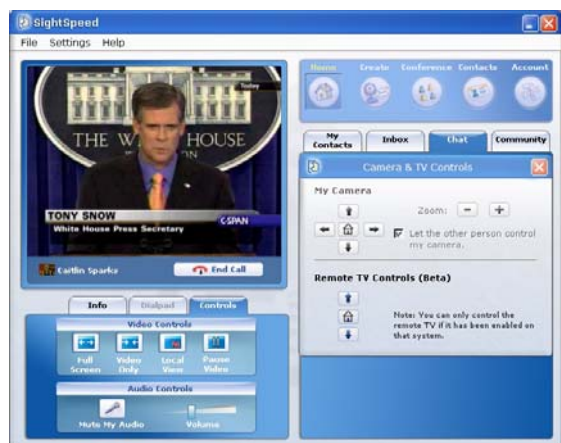 SightSpeed
File Settings Help
Today
THE WHITE HOUSE
TONY SNOW
C-SPAN
White House Press Secretary
Caitlin Sparks
End Call
Info Dialpad Controls
Video Controls
Full Screen
Video Only
Local View
Pause Video
Audio Controls
Mute My Audio
Volume
Home Create Conference Contacts Account
My Contacts
Inbox
Chat
Community
Camera & TV Controls
My Camera
Zoom:
Let the other person control
my camera.
Remote TV Controls (Beta)
Note: You can only control the
remote TV if it has been enabled on
that system.